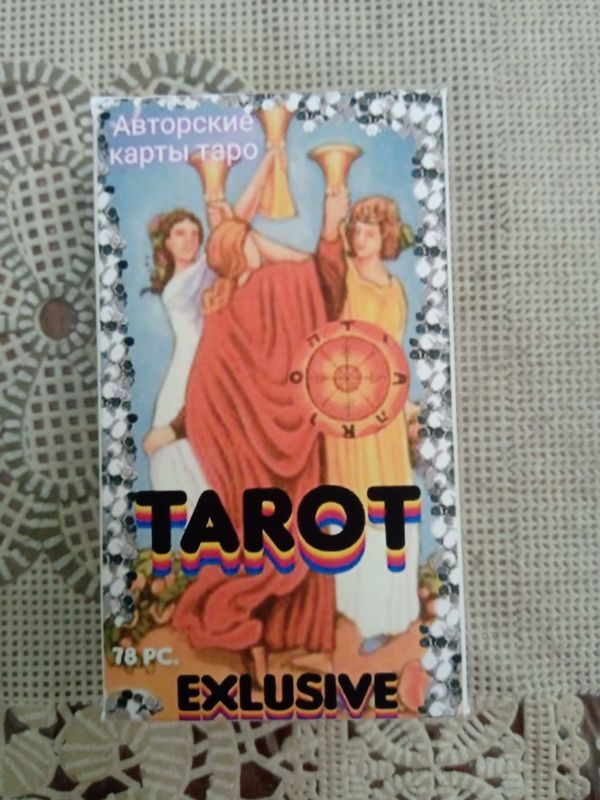 Авторские
карты таро
TAROT
78 PC.
EXLUSIVE